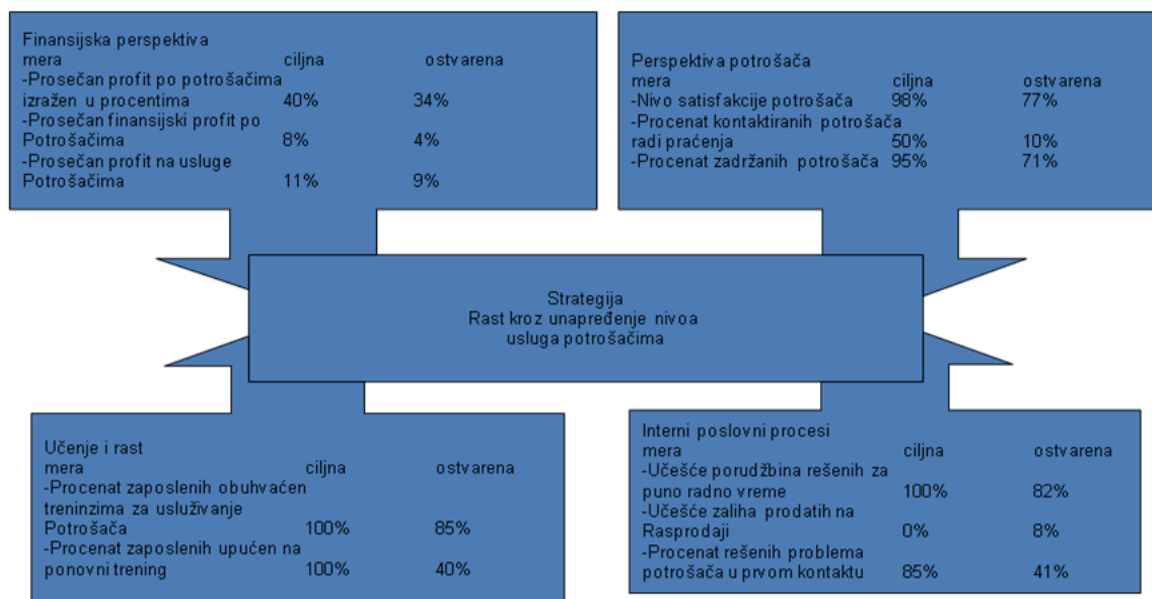 Finansijska perspektiva
mera ciljna ostvarena
-Prosečan profit po potrošačima
izražen u procentima 40% 34%
-Prosečan finansijski profit po
Potrošačima 8% 4%
-Prosečan profit na usluge
Potrošačima 11% 9%
Perspektiva potrošača
mera ciljna ostvarena
-Nivo satisfakcije potrošača 98% 77%
-Procenat kontaktiranih potrošača
radi praćenja 50% 10%
-Procenat zadržanih potrošača 95% 71%
Strategija
Rast kroz unapređenje nivoa
usluga potrošačima
Učenje i rast
mera ciljna ostvarena
-Procenat zaposlenih obuhvaćen
treninzima za usluživanje
Potrošača 100% 85%
-Procenat zaposlenih upućen na
ponovni trening 100% 40%
Interni poslovni procesi
mera ciljna ostvarena
-Učešće porudžbina rešenih za
puno radno vreme 100% 82%
-Učešće zaliha prodatih na
Rasprodaji 0% 8%
-Procenat rešenih problema
potrošača u prvom kontaktu 85% 41%